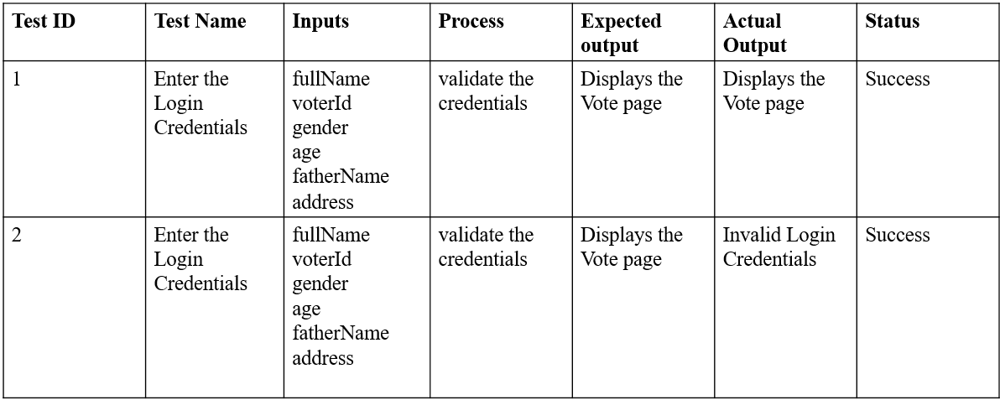 Test ID
Test Name
Inputs
Process
Expected
output
Actual
Output
Status
1
Enter the
Login
Credentials
fullName
voterId
gender
age
fatherName
address
validate the
credentials
Displays the
Vote page
Displays the
Vote page
Success
2
Enter the
Login
Credentials
fullName
voterId
gender
age
fatherName
address
validate the
credentials
Displays the
Vote page
Invalid Login
Credentials
Success